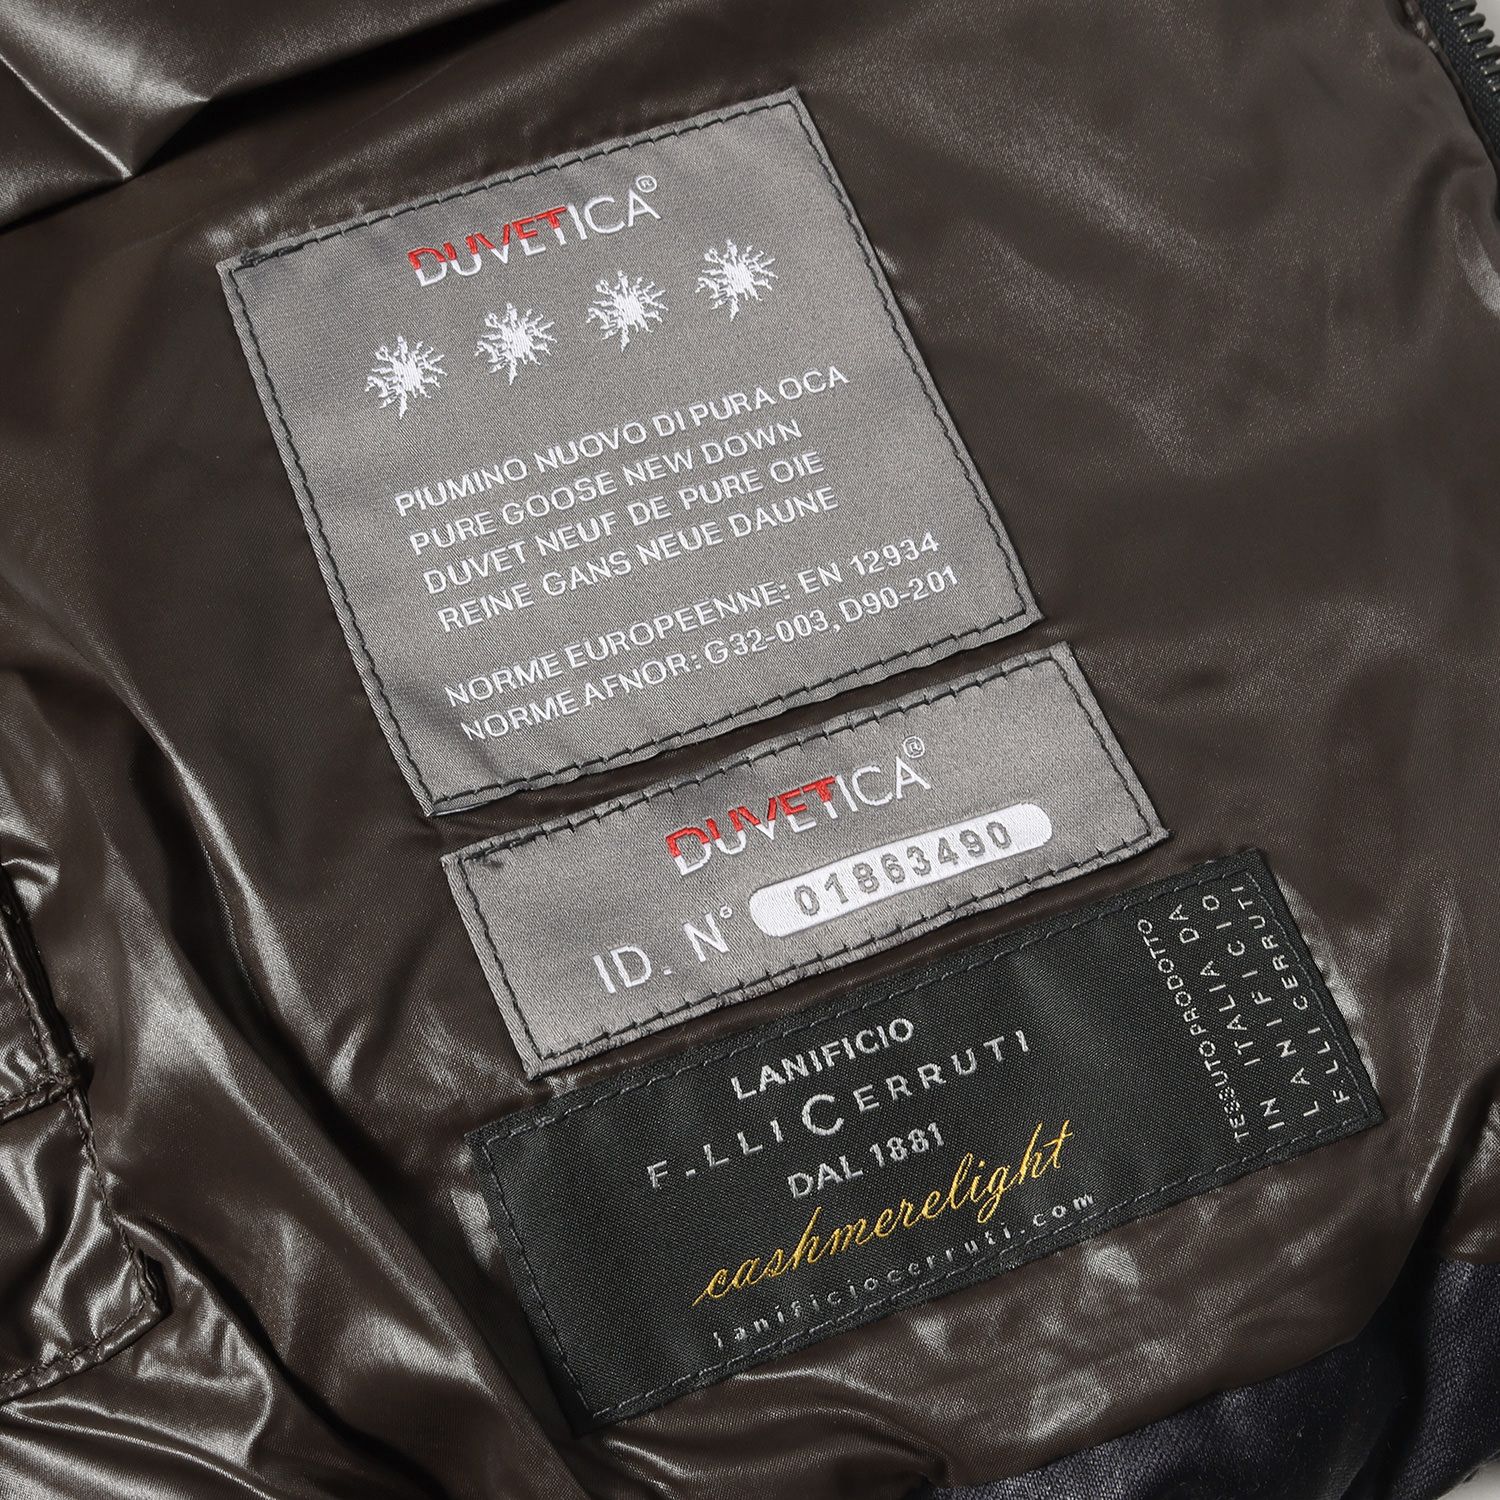 DUVETICA®
PIUMINO NUOVO DI PURA OCA
PURE GOOSE NEW DOWN
DUVET NEUF DE PURE OIE
REINE GANS NEUE DAUNE
NORME EUROPEENNE: EN 12934
NORME AFNOR: G32-003, D90-201
DUVETICA®
ID. N° 01863490
LANIFICIO
F.LLI CERRUTI
DAL 1881
cashmerelight
lanificiocerruti.com
TESSUTO PRODOTTO
IN ITALIA DA
LANIFICIO
F.LLI CERRUTI